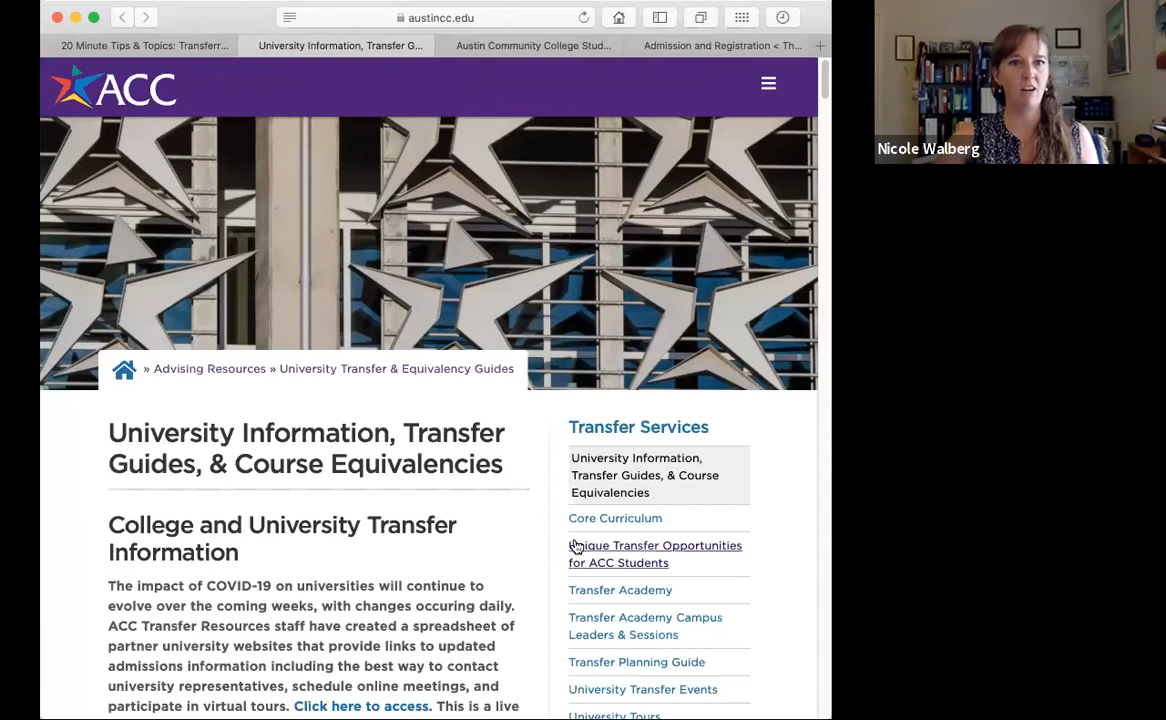 austincc.edu
20 Minute Tips & Topics: Transferr...
University Information, Transfer G...
Austin Community College Stud...
Admission and Registration < Th...
ACC
Nicole Walberg
» Advising Resources » University Transfer & Equivalency Guides
University Information, Transfer
Guides, & Course Equivalencies
College and University Transfer
Information
The impact of COVID-19 on universities will continue to
evolve over the coming weeks, with changes occuring daily.
ACC Transfer Resources staff have created a spreadsheet of
partner university websites that provide links to updated
admissions information including the best way to contact
university representatives, schedule online meetings, and
participate in virtual tours. Click here to access. This is a live
Transfer Services
University Information,
Transfer Guides, & Course
Equivalencies
Core Curriculum
Unique Transfer Opportunities
for ACC Students
Transfer Academy
Transfer Academy Campus
Leaders & Sessions
Transfer Planning Guide
University Transfer Events
University Tours